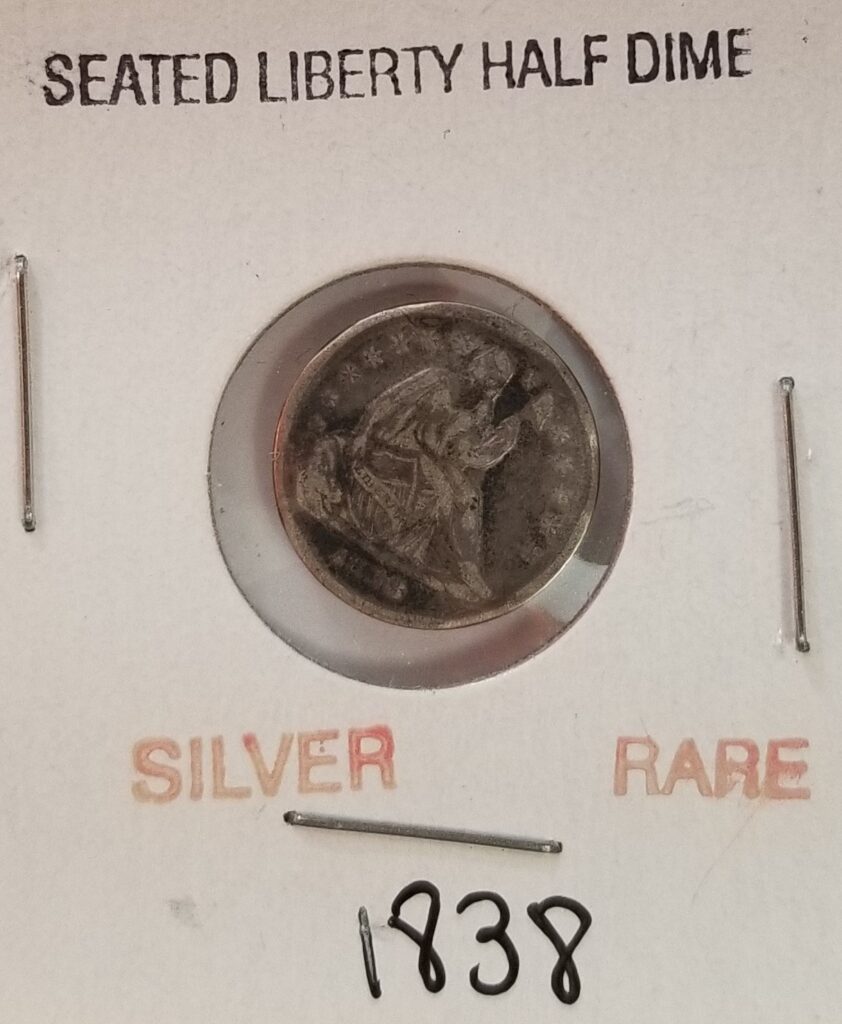 SEATED LIBERTY HALF DIME
SILVER RARE
1838